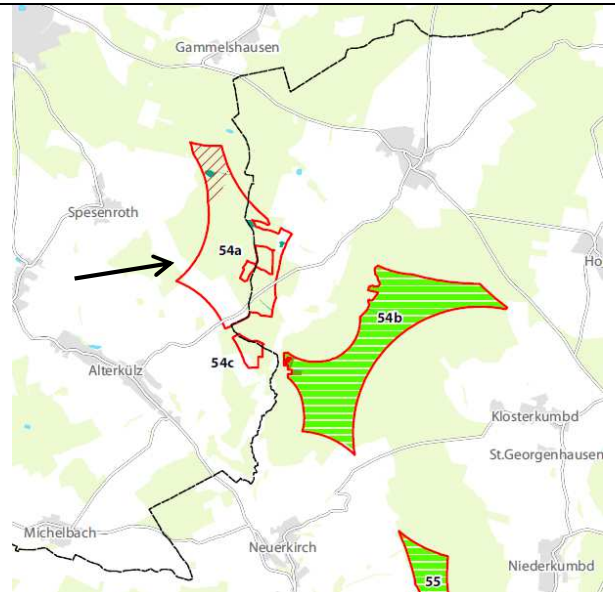 Gammelshausen
Spesenroth
54a
Ho
54b
54c
Alterkülz
Klosterkumbd
St.Georgenhausen
Michelbach
Neuerkirch
Niederkumbd
55